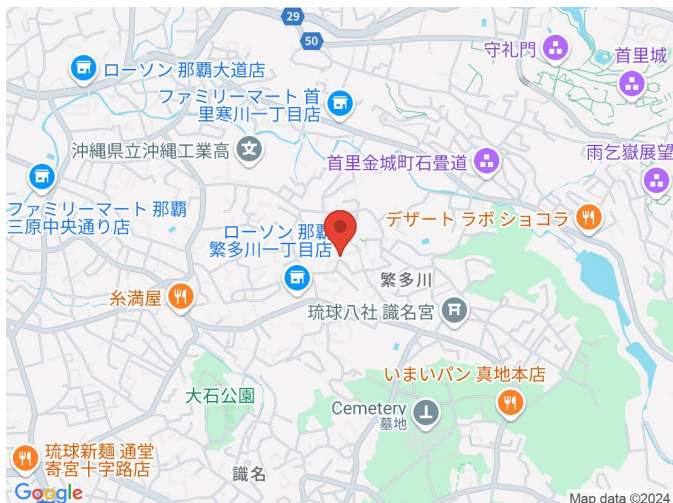 29
50
守礼門
首里城
ローソン 那覇大道店
ファミリーマート 首
里寒川一丁目店
沖縄県立沖縄工業高
首里金城町石畳道
雨乞嶽展望
ファミリーマート 那覇
三原中央通り店
デザート ラボ ショコラ
ローソン 那覇
繁多川一丁目店
繁多川
糸満屋
琉球八社 識名宮
いまいパン 真地本店
大石公園
Cemetery
墓地
琉球新麺 通堂
寄宮十字路店
識名
Google
Map data ©2024